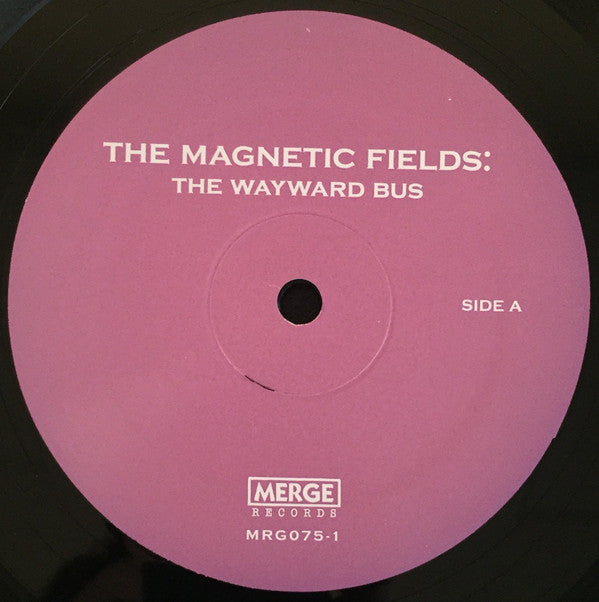 THE MAGNETIC FIELDS:
THE WAYWARD BUS
SIDE A
MERGE
RECORDS
MRG075-1